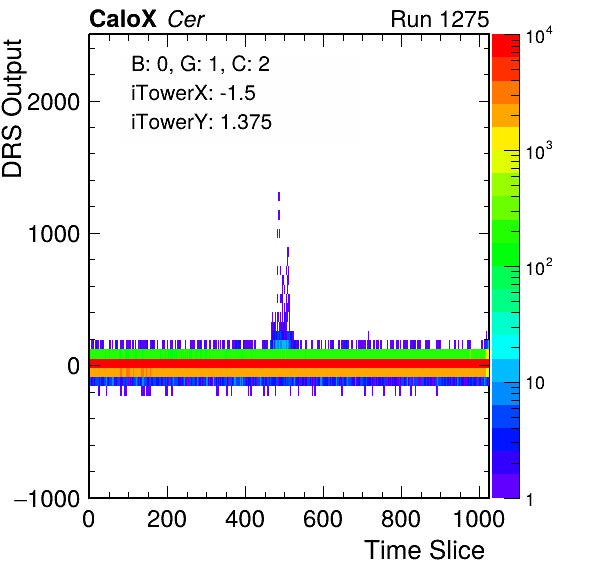 CaloX Cer Run 1275
B: 0, G: 1, C: 2
iTowerX: -1.5
iTowerY: 1.375
DRS Output
2000
1000
0
−1000
0 200 400 600 800 1000
Time Slice
10^4
10^3
10^2
10
1